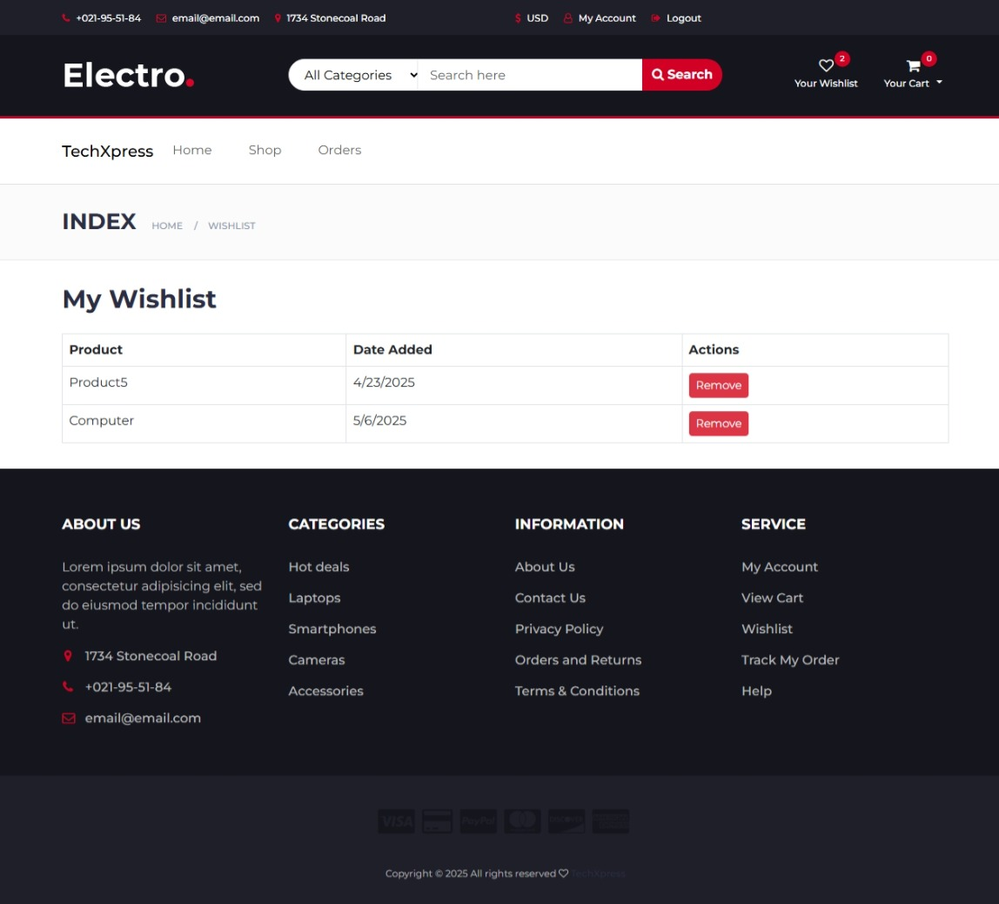 +021-95-51-84 email@email.com 1734 Stonecoal Road $ USD My Account Logout
Electro. All Categories Search here Search 2 Your Wishlist 0 Your Cart
TechXpress Home Shop Orders
INDEX HOME / WISHLIST
My Wishlist
Product Date Added Actions
Product5 4/23/2025 Remove
Computer 5/6/2025 Remove
ABOUT US CATEGORIES INFORMATION SERVICE
Lorem ipsum dolor sit amet,
consectetur adipisicing elit, sed
do eiusmod tempor incididunt
ut.
1734 Stonecoal Road
+021-95-51-84
email@email.com
Hot deals
Laptops
Smartphones
Cameras
Accessories
About Us
Contact Us
Privacy Policy
Orders and Returns
Terms & Conditions
My Account
View Cart
Wishlist
Track My Order
Help
VISA PayPal DISCOVER
Copyright © 2025 All rights reserved ♡ TechXpress